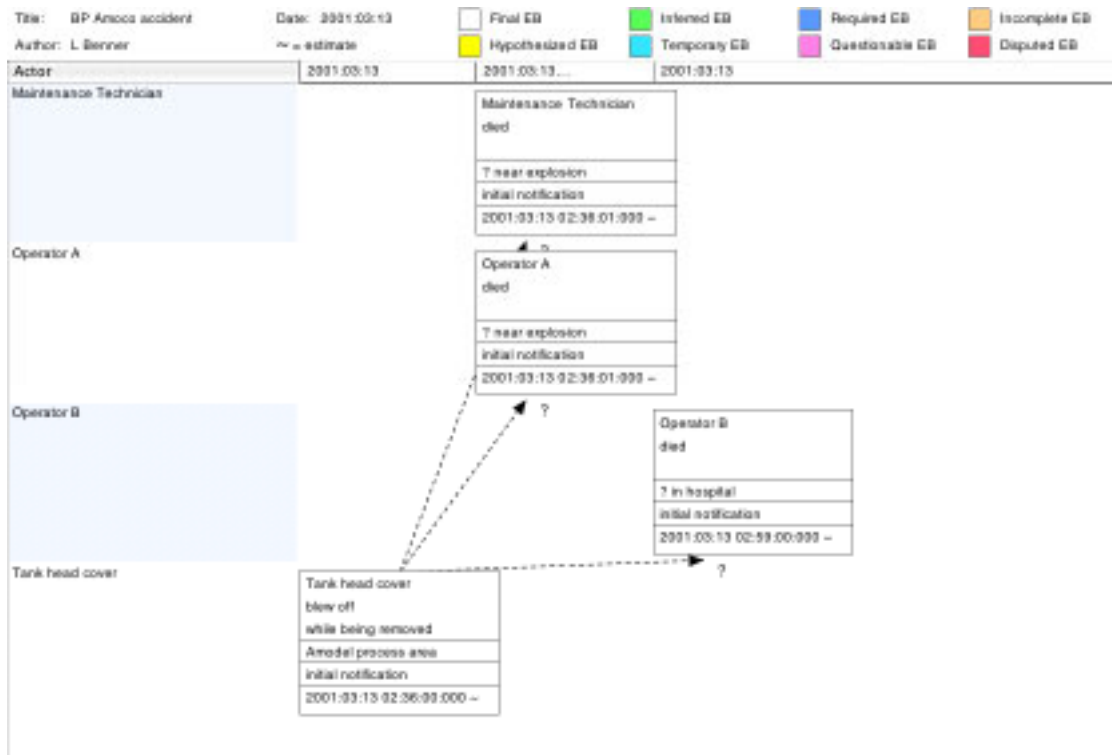 Title: BP Amoco accident Date: 2001:03:13 Final EB Inferred EB Required EB Incomplete EB
Author: L Benner ~ = estimate Hypothesized EB Temporary EB Questionable EB Disputed EB
Actor 2001:03:13 2001:03:13... 2001:03:13
Maintenance Technician
Maintenance Technician
died
? near explosion
initial notification
2001:03:13 02:36:01:000 ~
?
Operator A
Operator A
died
? near explosion
initial notification
2001:03:13 02:36:01:000 ~
?
Operator B
Operator B
died
? in hospital
initial notification
2001:03:13 02:59:00:000 ~
?
Tank head cover
Tank head cover
blew off
while being removed
Amodel process area
initial notification
2001:03:13 02:36:00:000 ~